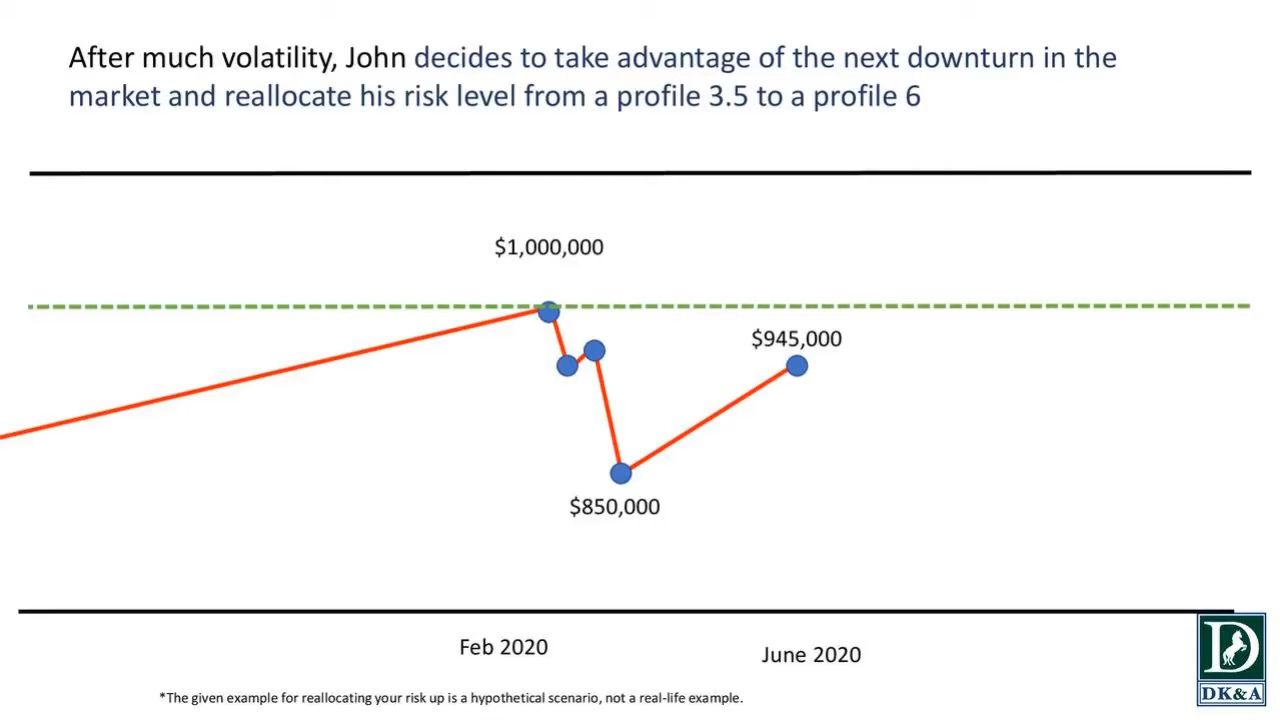 After much volatility, John decides to take advantage of the next downturn in the
market and reallocate his risk level from a profile 3.5 to a profile 6
$1,000,000
$945,000
$850,000
Feb 2020
June 2020
*The given example for reallocating your risk up is a hypothetical scenario, not a real-life example.
D
DK&A